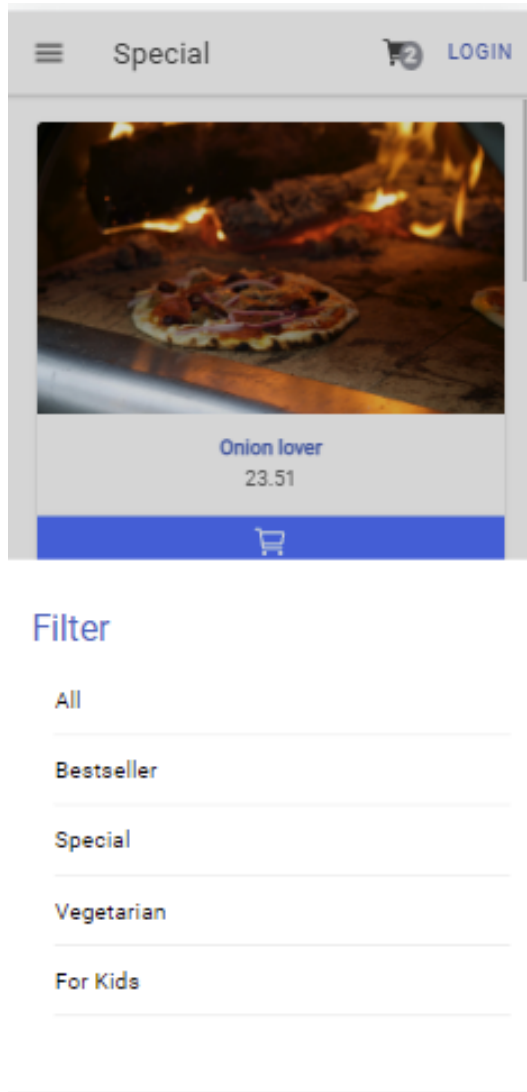 Special
2
LOGIN
Onion lover
23.51
Filter
All
Bestseller
Special
Vegetarian
For Kids